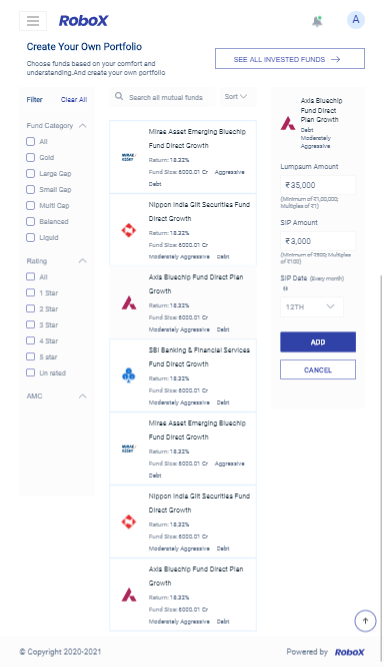 RoboX
A
Create Your Own Portfolio
Choose funds based on your comfort and
understanding.And create your own portfolio
SEE ALL INVESTED FUNDS
Filter
Clear All
Fund Category
All
Gold
Large Gap
Small Gap
Multi Cap
Balanced
Liquid
Rating
All
1 Star
2 Star
3 Star
4 Star
5 star
Un rated
AMC
Search all mutual funds
Sort
MIRAE ASSET
Mirae Asset Emerging Bluechip
Fund Direct Growth
Return: 18.32%
Fund Size: 6000.01 Cr Aggressive
Debt
Nippon India Gilt Securities Fund
Direct Growth
Return: 18.32%
Fund Size: 6000.01 Cr
Moderately Aggressive Debt
Axis Bluechip Fund Direct Plan
Growth
Return: 18.32%
Fund Size: 6000.01 Cr
Moderately Aggressive Debt
SBI Banking & Financial Services
Fund Direct Growth
Return: 18.32%
Fund Size: 6000.01 Cr
Moderately Aggressive Debt
MIRAE ASSET
Mirae Asset Emerging Bluechip
Fund Direct Growth
Return: 18.32%
Fund Size: 6000.01 Cr Aggressive
Debt
Nippon India Gilt Securities Fund
Direct Growth
Return: 18.32%
Fund Size: 6000.01 Cr
Moderately Aggressive Debt
Axis Bluechip Fund Direct Plan
Growth
Return: 18.32%
Fund Size: 6000.01 Cr
Moderately Aggressive Debt
Axis Bluechip
Fund Direct
Plan Growth
Debt
Moderately
Aggressive
Lumpsum Amount
₹35,000
(Minimum of ₹1,00,000;
Multiples of ₹1)
SIP Amount
₹3,000
(Minimum of ₹500; Multiples
of ₹100)
SIP Date (Every month)
12TH
ADD
CANCEL
© Copyright 2020-2021
Powered by RoboX